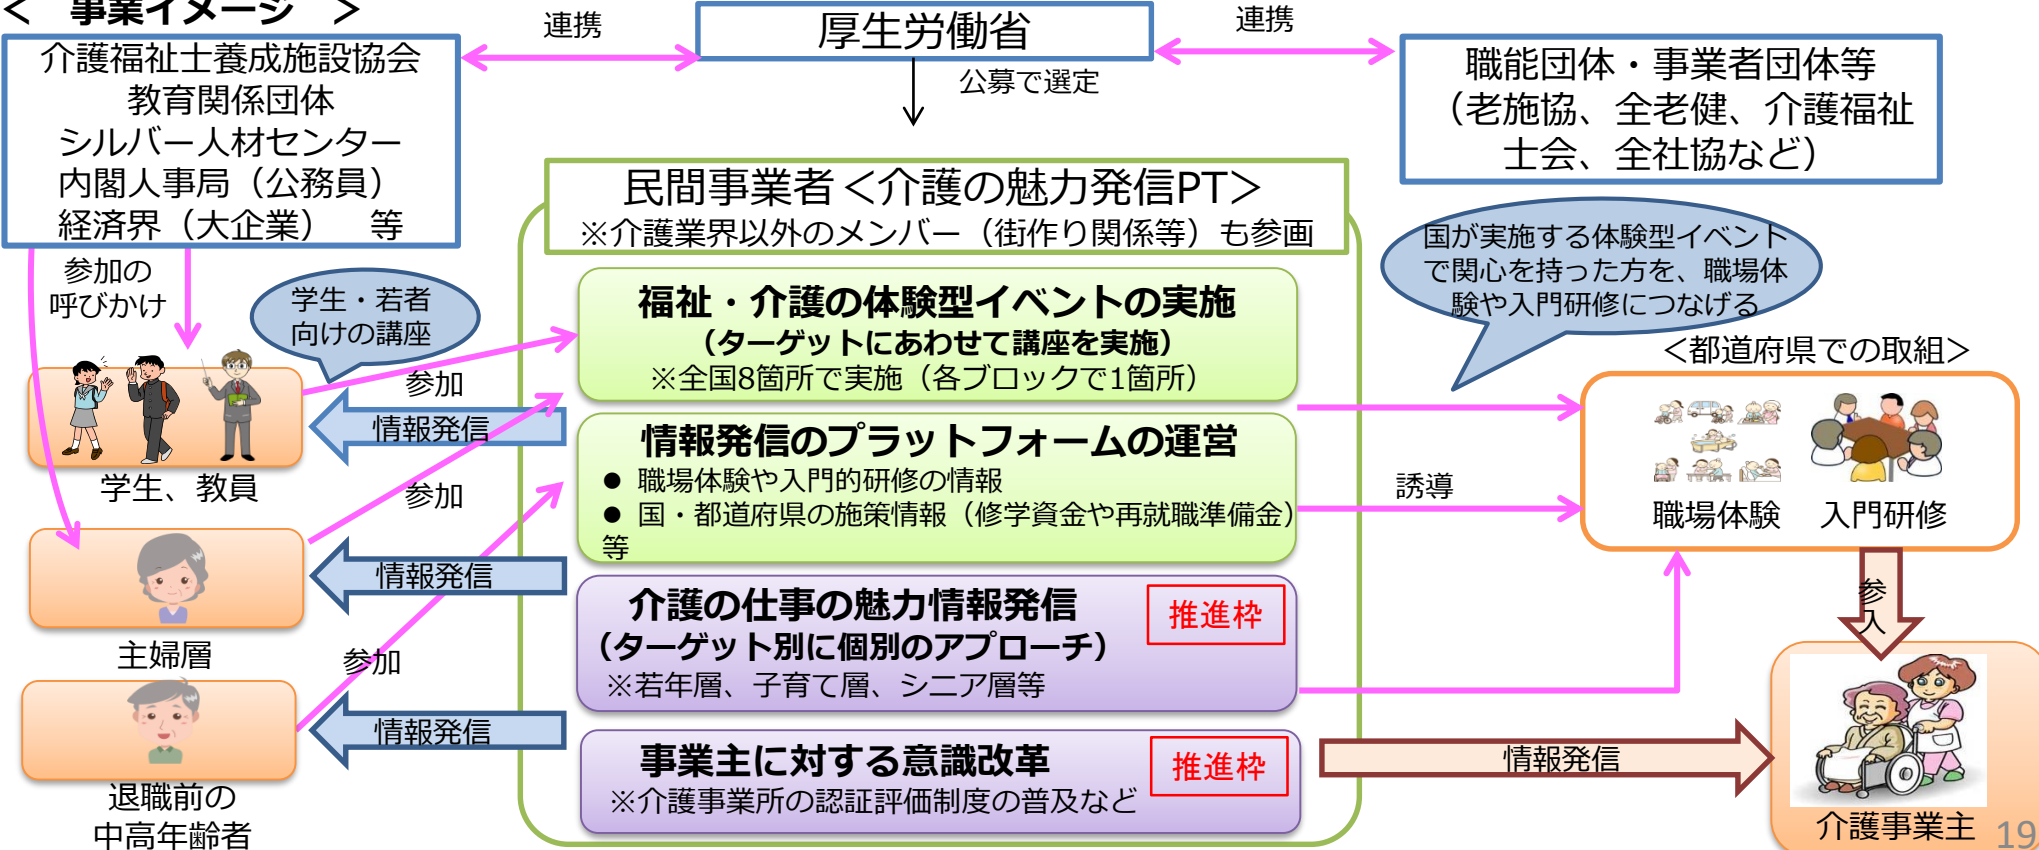 ＜　事業イメージ　＞
介護福祉士養成施設協会
教育関係団体
シルバー人材センター
内閣人事局（公務員）
経済界（大企業）　等
連携
厚生労働省
連携
公募で選定
職能団体・事業者団体等
（老施協、全老健、介護福祉
士会、全社協など）
民間事業者＜介護の魅力発信PT＞
※介護業界以外のメンバー（街作り関係等）も参画
参加の
呼びかけ
学生・若者
向けの講座
国が実施する体験型イベント
で関心を持った方を、職場体
験や入門研修につなげる
福祉・介護の体験型イベントの実施
（ターゲットにあわせて講座を実施）
※全国8箇所で実施（各ブロックで1箇所）
参加
情報発信
学生、教員
情報発信のプラットフォームの運営
● 職場体験や入門的研修の情報
● 国・都道府県の施策情報（修学資金や再就職準備金）
等
参加
誘導
＜都道府県での取組＞
職場体験
入門研修
情報発信
主婦層
介護の仕事の魅力情報発信
（ターゲット別に個別のアプローチ）
※若年層、子育て層、シニア層等
推進枠
参入
参加
情報発信
退職前の
中高年齢者
事業主に対する意識改革
※介護事業所の認証評価制度の普及など
推進枠
情報発信
介護事業主
19